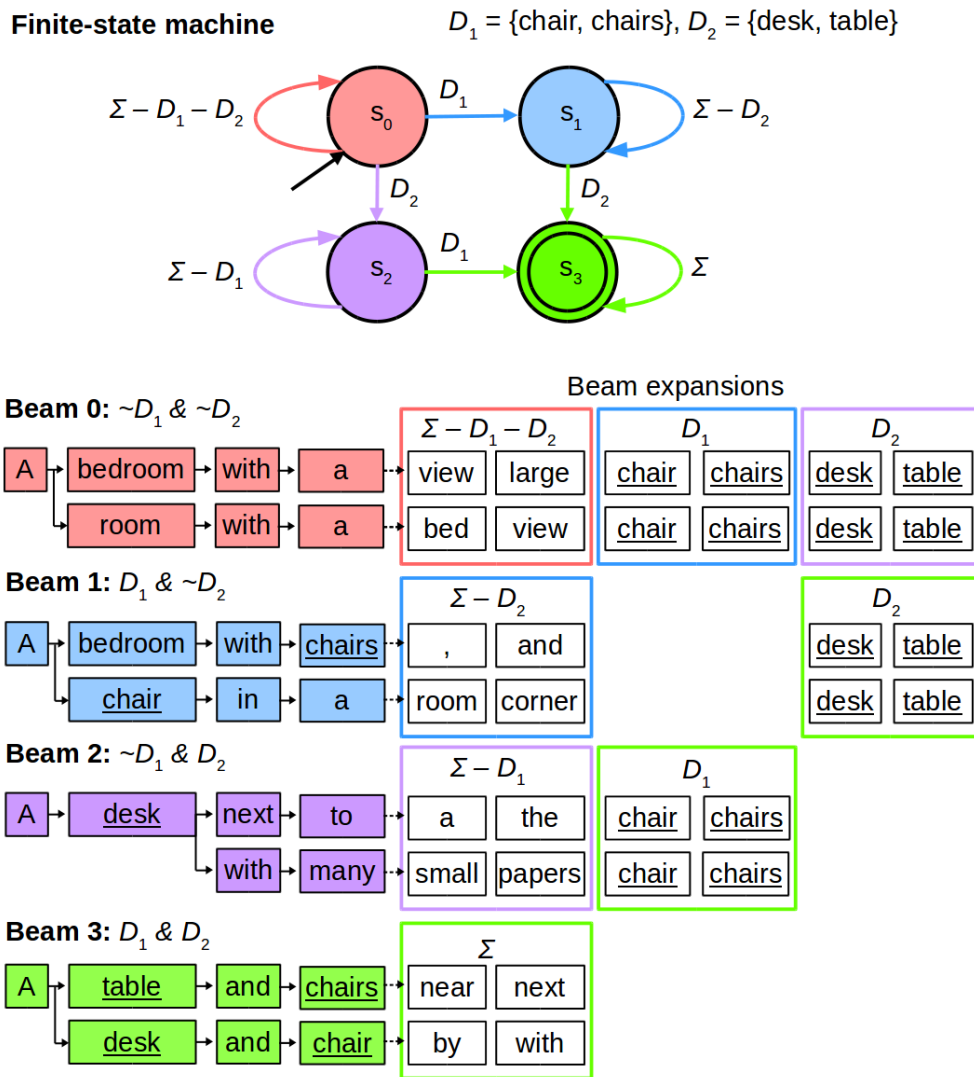 Finite-state machine D₁ = {chair, chairs}, D₂ = {desk, table}
Σ – D₁ – D₂ s₀ D₁ s₁ Σ – D₂
D₂ D₂
Σ – D₁ s₂ D₁ s₃ Σ
Beam expansions
Beam 0: ~D₁ & ~D₂ Σ – D₁ – D₂ D₁ D₂
A bedroom with a view large chair chairs desk table
room with a bed view chair chairs desk table
Beam 1: D₁ & ~D₂ Σ – D₂ D₂
A bedroom with chairs , and desk table
chair in a room corner desk table
Beam 2: ~D₁ & D₂ Σ – D₁ D₁
A desk next to a the chair chairs
with many small papers chair chairs
Beam 3: D₁ & D₂ Σ
A table and chairs near next
desk and chair by with